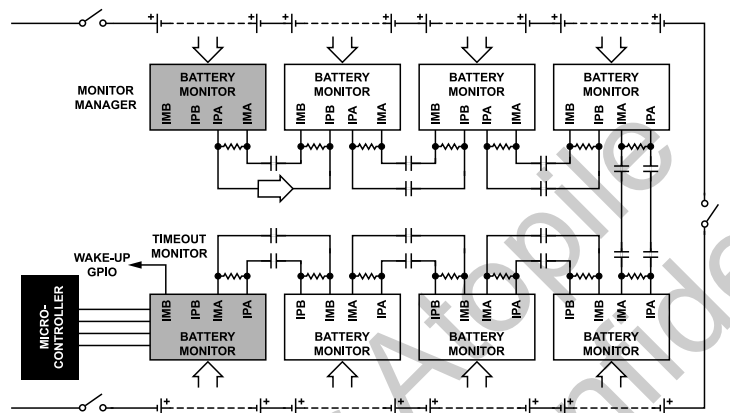 + + + + + + + +
BATTERY MONITOR
BATTERY MONITOR
BATTERY MONITOR
BATTERY MONITOR
MONITOR MANAGER
IMB IPB IPA IMA
IMB IPB IPA IMA
IMB IPB IPA IMA
IMB IPB IMA IPA
TIMEOUT MONITOR
WAKE-UP GPIO
MICRO-CONTROLLER
IMB IPB IMA IPA
IPB IMB IMA IPA
IPB IMB IMA IPA
IPB IMB IMA IPA
BATTERY MONITOR
BATTERY MONITOR
BATTERY MONITOR
BATTERY MONITOR
+ + + + + + + +
Atopile